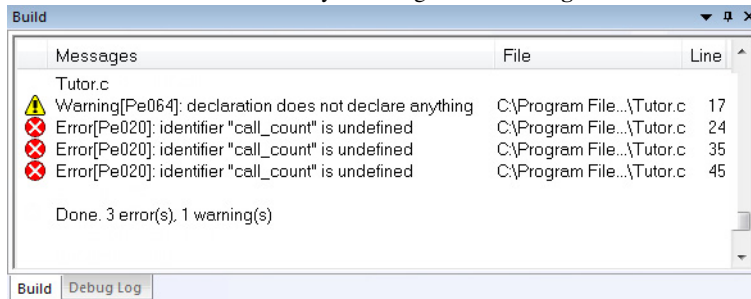 Build
Messages File Line
Tutor.c
Warning[Pe064]: declaration does not declare anything C:\Program File...\Tutor.c 17
Error[Pe020]: identifier "call_count" is undefined C:\Program File...\Tutor.c 24
Error[Pe020]: identifier "call_count" is undefined C:\Program File...\Tutor.c 35
Error[Pe020]: identifier "call_count" is undefined C:\Program File...\Tutor.c 45
Done. 3 error(s), 1 warning(s)
Build Debug Log